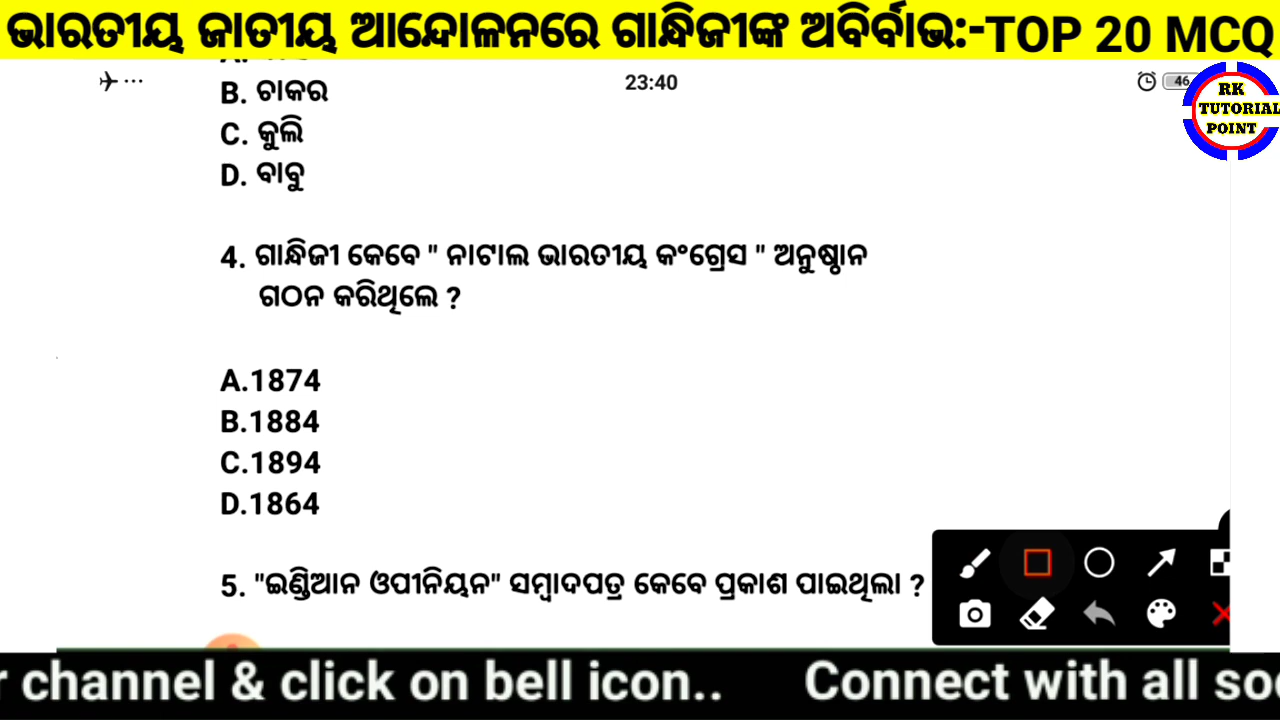 ଭାରତୀୟ ଜାତୀୟ ଆନ୍ଦୋଳନରେ ଗାନ୍ଧିଜୀଙ୍କ ଅବିର୍ବାଭ:-TOP 20 MCQ
23:40
46
RK
TUTORIAL
POINT
B. ଚାକର
C. କୁଲି
D. ବାବୁ
4. ଗାନ୍ଧିଜୀ କେବେ " ନାଟାଲ ଭାରତୀୟ କଂଗ୍ରେସ " ଅନୁଷ୍ଠାନ
ଗଠନ କରିଥିଲେ ?
A.1874
B.1884
C.1894
D.1864
5. "ଇଣ୍ଡିଆନ ଓପୀନିୟନ" ସମ୍ବାଦପତ୍ର କେବେ ପ୍ରକାଶ ପାଇଥିଲା ?
r channel & click on bell icon.. Connect with all so